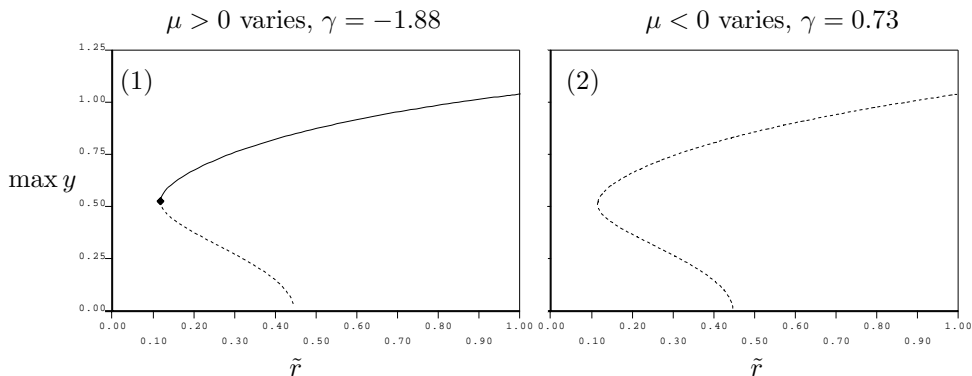 μ > 0 varies, γ = −1.88
μ < 0 varies, γ = 0.73
(1)
(2)
max y
1.25
1.00
0.75
0.50
0.25
0.00
0.00 0.20 0.40 0.60 0.80 1.00
0.10 0.30 0.50 0.70 0.90
r̃
0.00 0.20 0.40 0.60 0.80 1.00
0.10 0.30 0.50 0.70 0.90
r̃